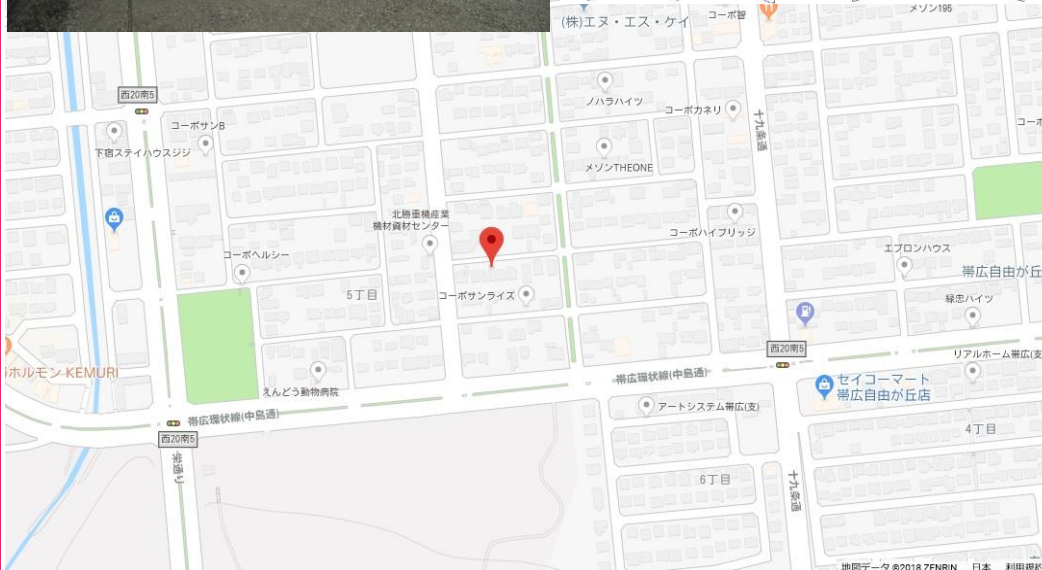 (株)エヌ・エス・ケイ
コーポ智
メゾン195
西20南5
コーポサンB
下宿ステイハウスジジ
ノハラハイツ
コーポカネリ
十九条通
メゾンTHEONE
北勝重機産業
機材資材センター
コーポハイブリッジ
コーポヘルシー
エプロンハウス
帯広自由が丘
5丁目
コーポサンライズ
緑忠ハイツ
西20南5
リアルホーム帯広(支
ホルモン KEMURI
えんどう動物病院
帯広環状線(中島通)
セイコーマート
帯広自由が丘店
アートシステム帯広(支)
帯広環状線(中島通)
西20南5
4丁目
栄通り
6丁目
十九条通
地図データ ©2018 ZENRIN 日本 利用規約